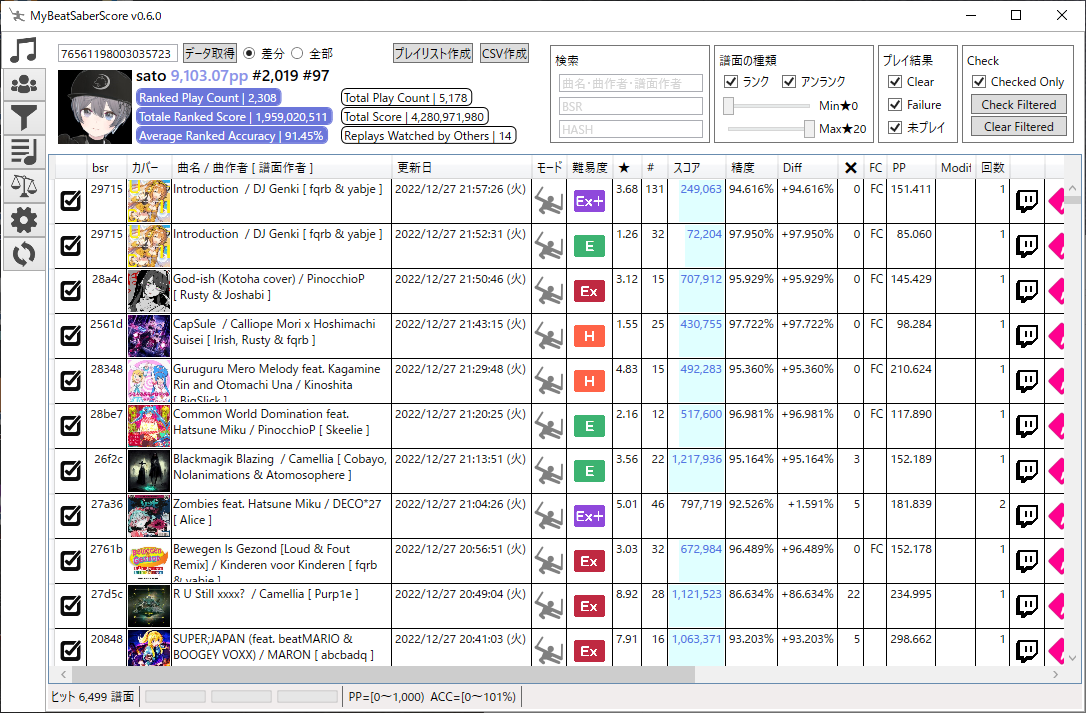 MyBeatSaberScore v0.6.0
76561198003035723 データ取得 差分 全部 プレイリスト作成 CSV作成
sato 9,103.07pp #2,019 #97
Ranked Play Count | 2,308 Total Play Count | 5,178
Totale Ranked Score | 1,959,020,511 Total Score | 4,280,971,980
Average Ranked Accuracy | 91.45% Replays Watched by Others | 14
検索
曲名・曲作者・譜面作者
BSR
HASH
譜面の種類
ランク アンランク
Min★0
Max★20
プレイ結果
Clear
Failure
未プレイ
Check
Checked Only
Check Filtered
Clear Filtered
bsr カバー 曲名 / 曲作者 [ 譜面作者 ] 更新日 モード 難易度 ★ # スコア 精度 Diff ✕ FC PP Modif 回数
29715 Introduction / DJ Genki [ fqrb & yabje ] 2022/12/27 21:57:26 (火) Ex+ 3.68 131 249,063 94.616% +94.616% 0 FC 151.411 1
29715 Introduction / DJ Genki [ fqrb & yabje ] 2022/12/27 21:52:31 (火) E 1.26 32 72,204 97.950% +97.950% 0 FC 85.060 1
28a4c God-ish (Kotoha cover) / PinocchioP 2022/12/27 21:50:46 (火) Ex 3.12 15 707,912 95.929% +95.929% 0 FC 145.429 1
[ Rusty & Joshabi ]
2561d CapSule / Calliope Mori x Hoshimachi 2022/12/27 21:43:15 (火) H 1.55 25 430,755 97.722% +97.722% 0 FC 98.284 1
Suisei [ Irish, Rusty & fqrb ]
28348 Guruguru Mero Melody feat. Kagamine 2022/12/27 21:29:48 (火) H 4.83 15 492,283 95.360% +95.360% 0 FC 210.624 1
Rin and Otomachi Una / Kinoshita
[ BigSlick ]
28be7 Common World Domination feat. 2022/12/27 21:20:25 (火) E 2.16 12 517,600 96.981% +96.981% 0 FC 117.890 1
Hatsune Miku / PinocchioP [ Skeelie ]
26f2c Blackmagik Blazing / Camellia [ Cobayo, 2022/12/27 21:13:51 (火) E 3.56 22 1,217,936 95.164% +95.164% 3 152.189 1
Nolanimations & Atomosophere ]
27a36 Zombies feat. Hatsune Miku / DECO*27 2022/12/27 21:04:26 (火) Ex+ 5.01 46 797,719 92.526% +1.591% 5 181.839 2
[ Alice ]
2761b Bewegen Is Gezond [Loud & Fout 2022/12/27 20:56:51 (火) Ex 3.03 32 672,984 96.489% +96.489% 0 FC 152.178 1
Remix] / Kinderen voor Kinderen [ fqrb
& yabje ]
27d5c R U Still xxxx? / Camellia [ Purp1e ] 2022/12/27 20:49:04 (火) Ex 8.92 28 1,121,523 86.634% +86.634% 22 234.995 1
20848 SUPER;JAPAN (feat. beatMARIO & 2022/12/27 20:41:03 (火) Ex 7.91 16 1,063,371 93.203% +93.203% 5 298.662 1
BOOGEY VOXX) / MARON [ abcbadq ]
ヒット 6,499 譜面 PP=[0～1,000) ACC=[0～101%)